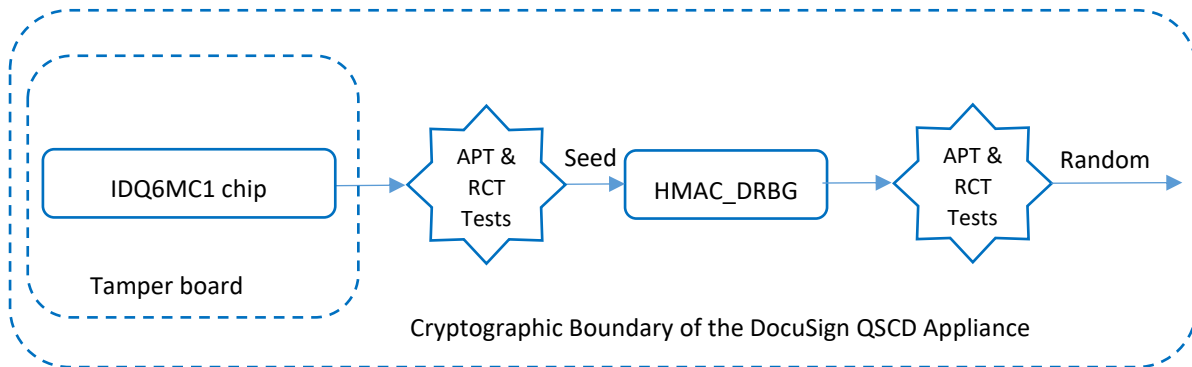 IDQ6MC1 chip
APT &
RCT
Tests
Seed
HMAC_DRBG
APT &
RCT
Tests
Random
Tamper board
Cryptographic Boundary of the DocuSign QSCD Appliance